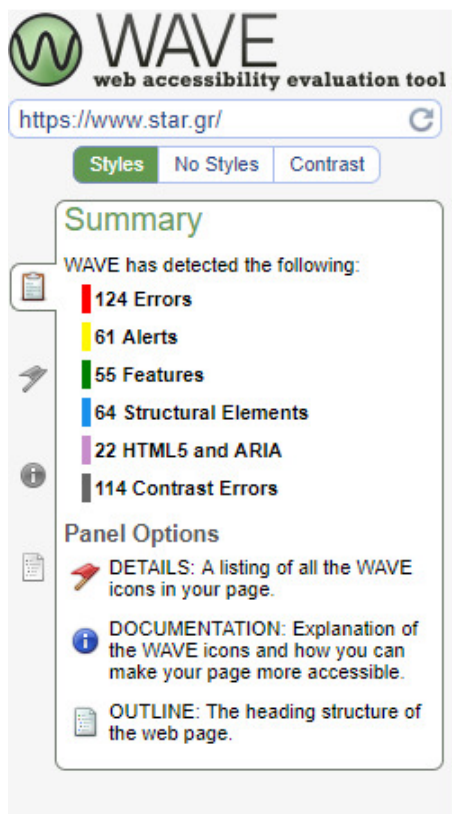 WAVE
web accessibility evaluation tool
https://www.star.gr/
Styles No Styles Contrast
Summary
WAVE has detected the following:
124 Errors
61 Alerts
55 Features
64 Structural Elements
22 HTML5 and ARIA
114 Contrast Errors
Panel Options
DETAILS: A listing of all the WAVE
icons in your page.
DOCUMENTATION: Explanation of
the WAVE icons and how you can
make your page more accessible.
OUTLINE: The heading structure of
the web page.